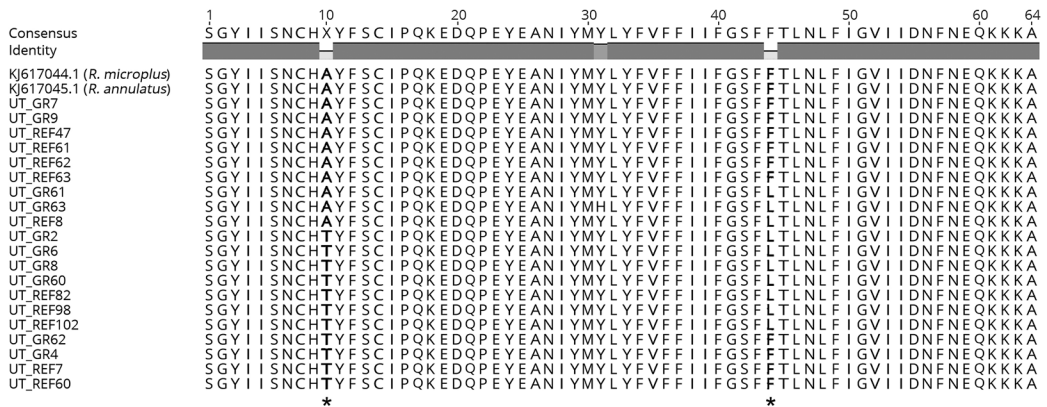 1 10 20 30 40 50 60 64
Consensus SGYIISNCHXYFSCIPQKEDQPEYEANIYMYLYFVFFIIFGSFFTLNLFIGVIIDNFNEQKKKA
Identity
KJ617044.1 (R. microplus) SGYIISNCHAYFSCIPQKEDQPEYEANIYMYLYFVFFIIFGSFFTLNLFIGVIIDNFNEQKKKA
KJ617045.1 (R. annulatus) SGYIISNCHAYFSCIPQKEDQPEYEANIYMYLYFVFFIIFGSFFTLNLFIGVIIDNFNEQKKKA
UT_GR7 SGYIISNCHAYFSCIPQKEDQPEYEANIYMYLYFVFFIIFGSFFTLNLFIGVIIDNFNEQKKKA
UT_GR9 SGYIISNCHAYFSCIPQKEDQPEYEANIYMYLYFVFFIIFGSFFTLNLFIGVIIDNFNEQKKKA
UT_REF47 SGYIISNCHAYFSCIPQKEDQPEYEANIYMYLYFVFFIIFGSFFTLNLFIGVIIDNFNEQKKKA
UT_REF61 SGYIISNCHAYFSCIPQKEDQPEYEANIYMYLYFVFFIIFGSFFTLNLFIGVIIDNFNEQKKKA
UT_REF62 SGYIISNCHAYFSCIPQKEDQPEYEANIYMYLYFVFFIIFGSFFTLNLFIGVIIDNFNEQKKKA
UT_REF63 SGYIISNCHAYFSCIPQKEDQPEYEANIYMYLYFVFFIIFGSFFTLNLFIGVIIDNFNEQKKKA
UT_GR61 SGYIISNCHAYFSCIPQKEDQPEYEANIYMYLYFVFFIIFGSFLTLNLFIGVIIDNFNEQKKKA
UT_GR63 SGYIISNCHAYFSCIPQKEDQPEYEANIYMHLYFVFFIIFGSFLTLNLFIGVIIDNFNEQKKKA
UT_REF8 SGYIISNCHAYFSCIPQKEDQPEYEANIYMYLYFVFFIIFGSFLTLNLFIGVIIDNFNEQKKKA
UT_GR2 SGYIISNCHTYFSCIPQKEDQPEYEANIYMYLYFVFFIIFGSFLTLNLFIGVIIDNFNEQKKKA
UT_GR6 SGYIISNCHTYFSCIPQKEDQPEYEANIYMYLYFVFFIIFGSFLTLNLFIGVIIDNFNEQKKKA
UT_GR8 SGYIISNCHTYFSCIPQKEDQPEYEANIYMYLYFVFFIIFGSFLTLNLFIGVIIDNFNEQKKKA
UT_GR60 SGYIISNCHTYFSCIPQKEDQPEYEANIYMYLYFVFFIIFGSFLTLNLFIGVIIDNFNEQKKKA
UT_REF82 SGYIISNCHTYFSCIPQKEDQPEYEANIYMYLYFVFFIIFGSFLTLNLFIGVIIDNFNEQKKKA
UT_REF98 SGYIISNCHTYFSCIPQKEDQPEYEANIYMYLYFVFFIIFGSFLTLNLFIGVIIDNFNEQKKKA
UT_REF102 SGYIISNCHTYFSCIPQKEDQPEYEANIYMYLYFVFFIIFGSFLTLNLFIGVIIDNFNEQKKKA
UT_GR62 SGYIISNCHTYFSCIPQKEDQPEYEANIYMYLYFVFFIIFGSFFTLNLFIGVIIDNFNEQKKKA
UT_GR4 SGYIISNCHTYFSCIPQKEDQPEYEANIYMYLYFVFFIIFGSFFTLNLFIGVIIDNFNEQKKKA
UT_REF7 SGYIISNCHTYFSCIPQKEDQPEYEANIYMYLYFVFFIIFGSFFTLNLFIGVIIDNFNEQKKKA
UT_REF60 SGYIISNCHTYFSCIPQKEDQPEYEANIYMYLYFVFFIIFGSFFTLNLFIGVIIDNFNEQKKKA
* *